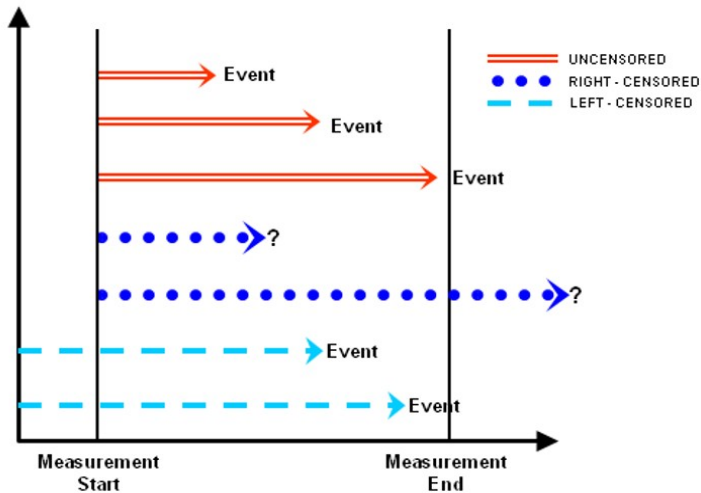 UNCENSORED
RIGHT - CENSORED
LEFT - CENSORED
Event
Event
Event
?
?
Event
Event
Measurement
Start
Measurement
End